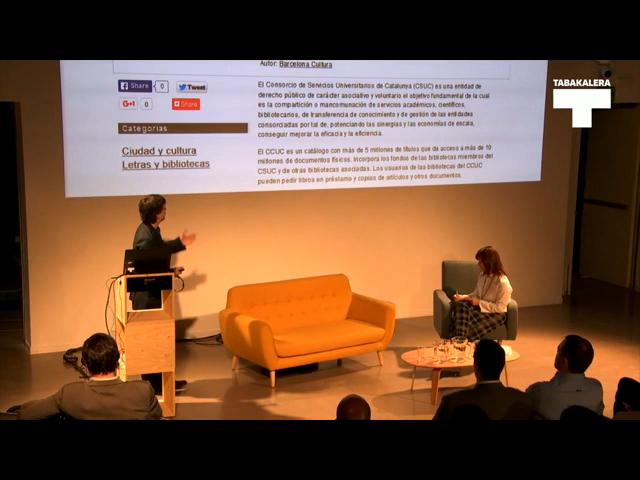 Autor: Barcelona Cultura
Share 0 Tweet
G+1 0 Share
Categorias
Ciudad y cultura
Letras y bibliotecas
El Consorcio de Servicios Universitarios de Catalunya (CSUC) es una entidad de
derecho público de carácter asociativo y voluntario el objetivo fundamental de la cual
es la compartición o mancomunación de servicios académicos, científicos,
bibliotecarios, de transferencia de conocimiento y de gestión de las entidades
consorciadas por tal de, potenciando las sinergias y las economías de escala,
conseguir mejorar la eficacia y la eficiencia.
El CCUC es un catálogo con más de 5 millones de títulos que da acceso a más de 10
millones de documentos físicos. Incorpora los fondos de las bibliotecas miembros del
CSUC y de otras bibliotecas asociadas. Los usuarios de las bibliotecas del CCUC
pueden pedir libros en préstamo y copias de artículos y otros documentos.
TABAKALERA